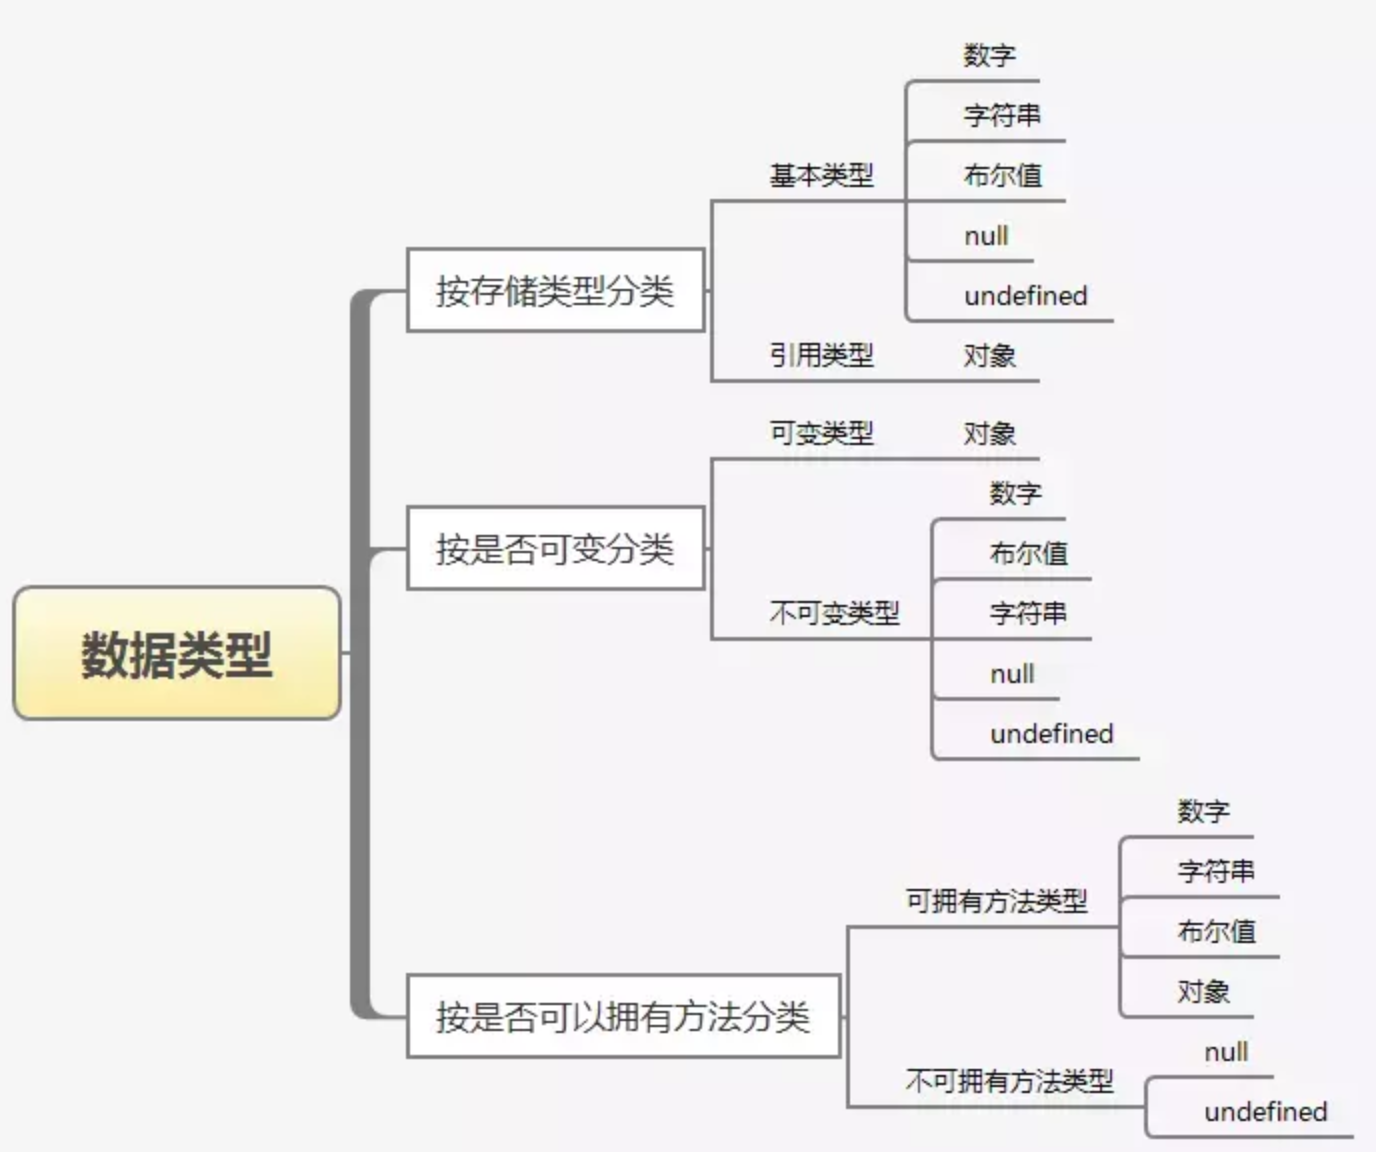 数据类型
按存储类型分类
基本类型
数字
字符串
布尔值
null
undefined
引用类型
对象
按是否可变分类
可变类型
对象
不可变类型
数字
布尔值
字符串
null
undefined
按是否可以拥有方法分类
可拥有方法类型
数字
字符串
布尔值
对象
不可拥有方法类型
null
undefined